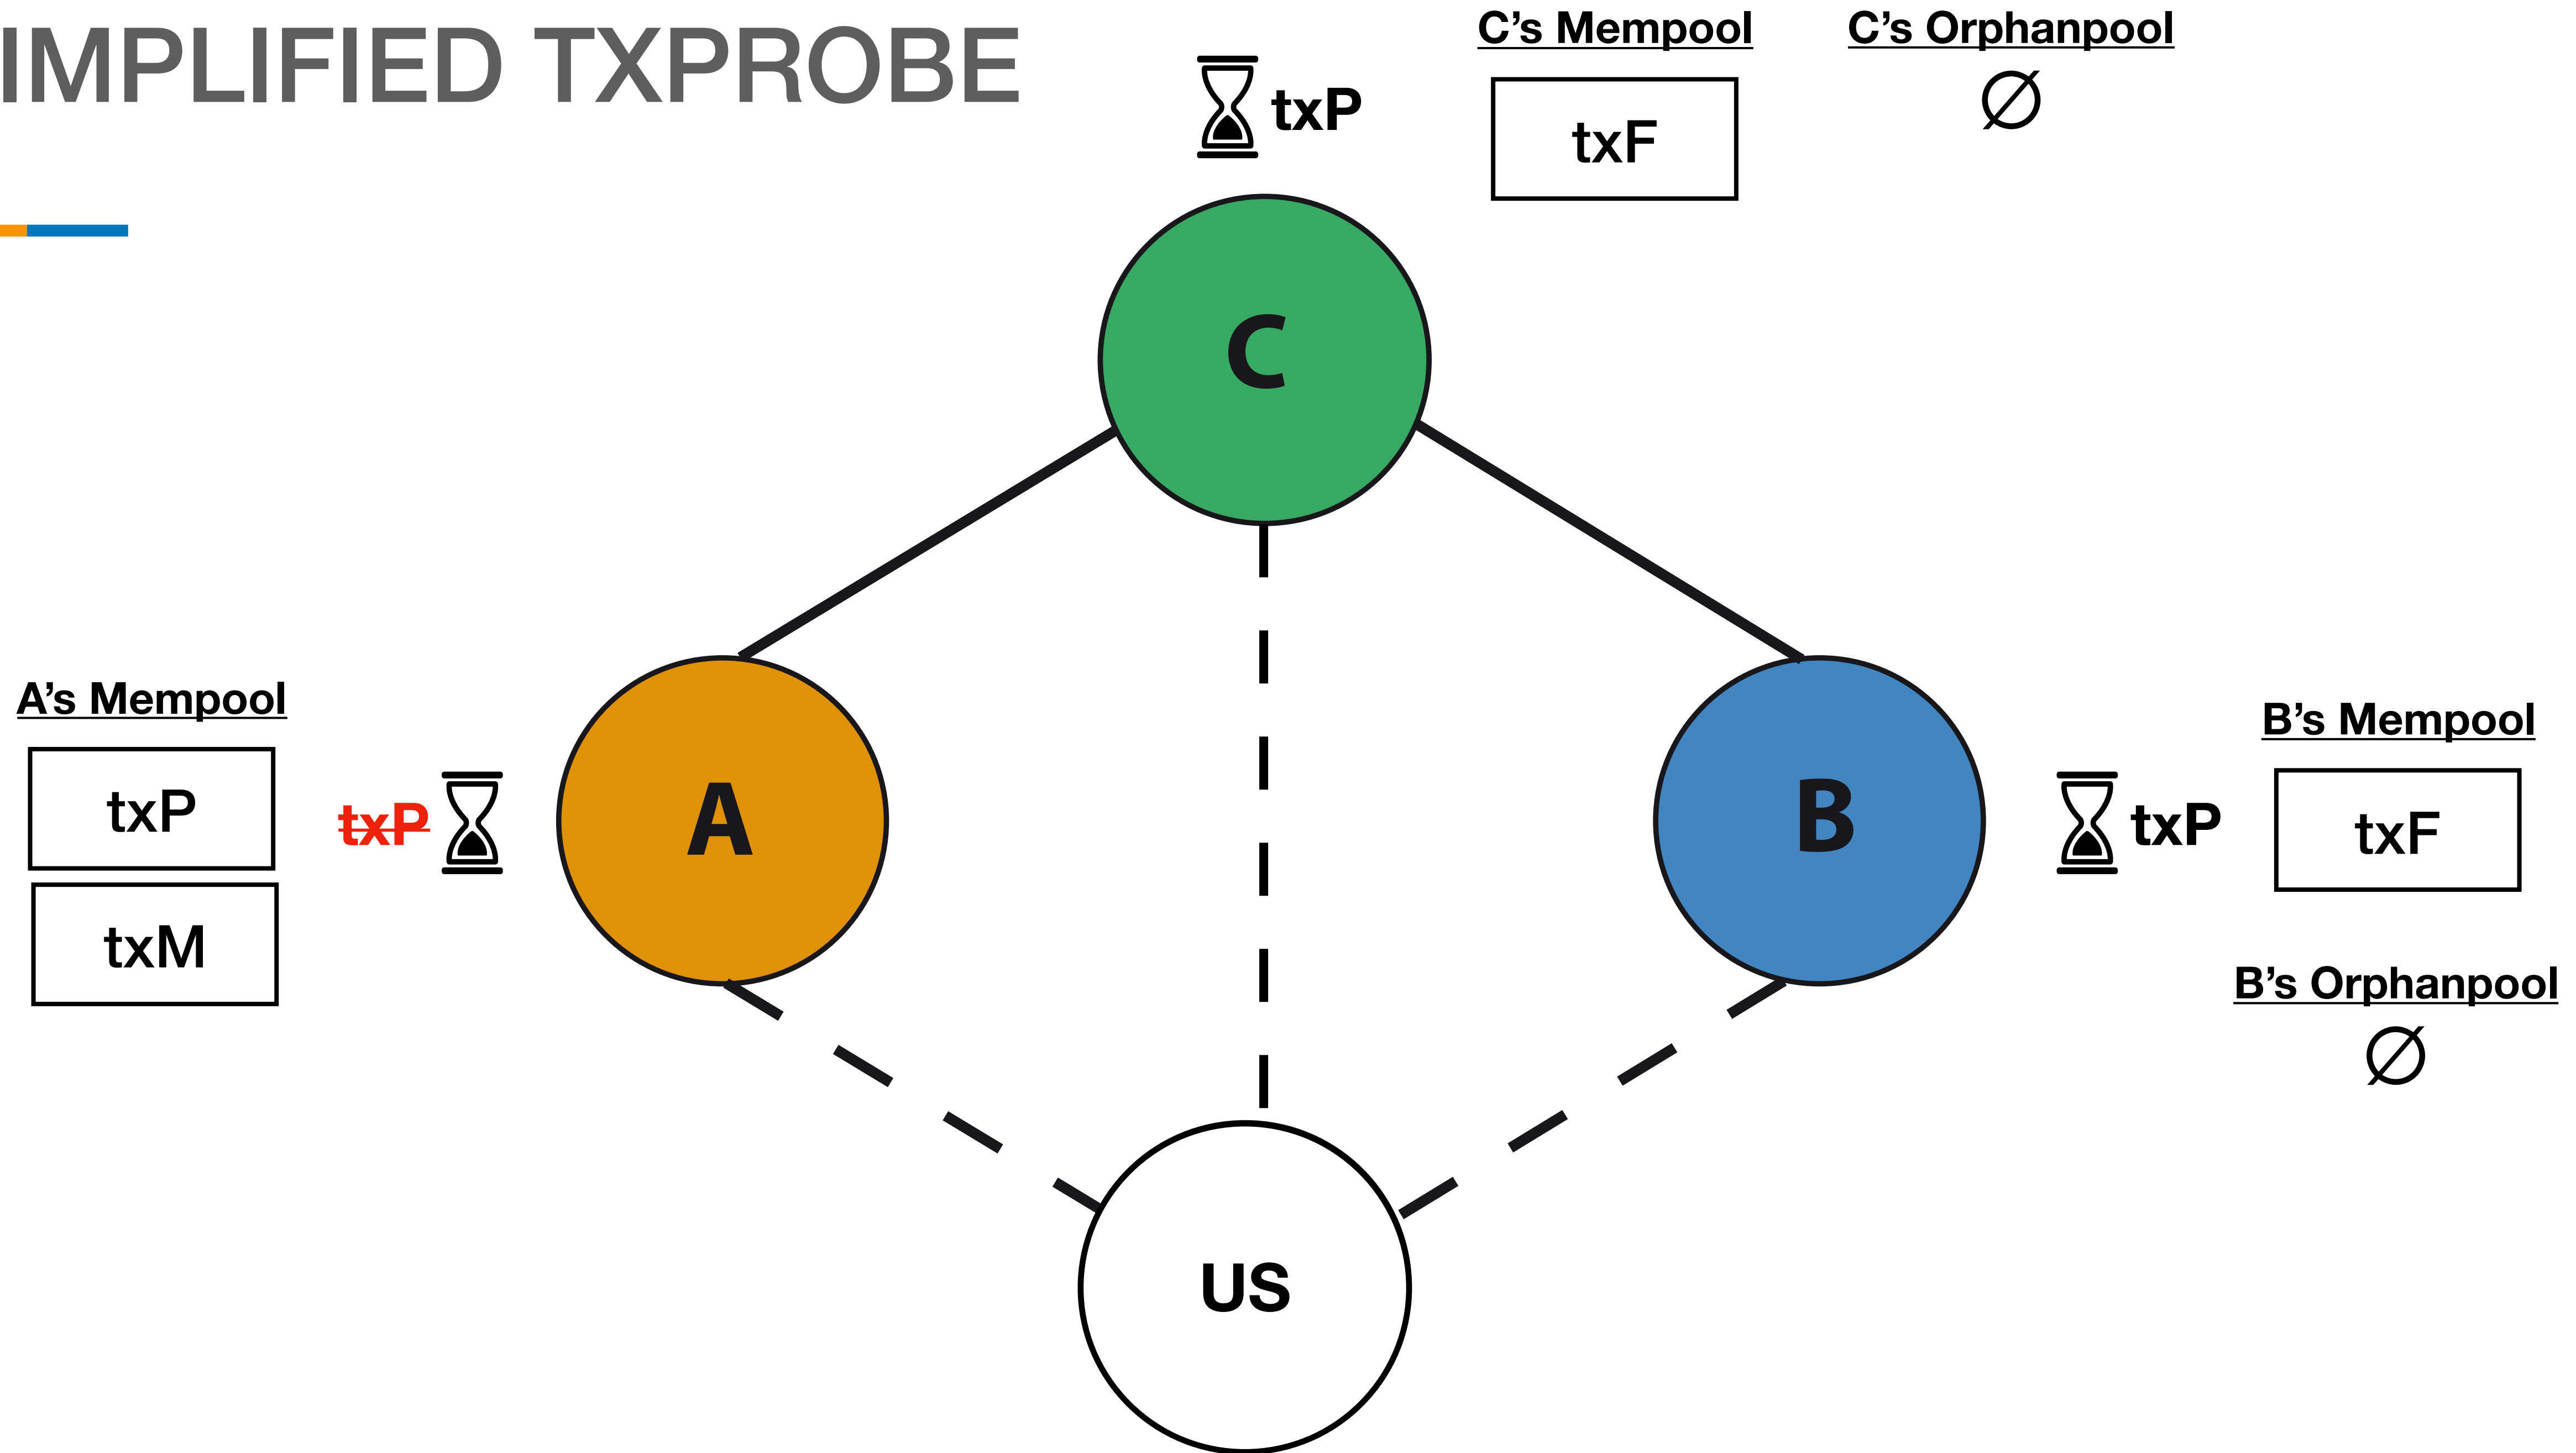 IMPLIFIED TXPROBE
C's Mempool
C's Orphanpool
txP
txF
∅
C
A's Mempool
txP
txM
txP
A
B
txP
B's Mempool
txF
B's Orphanpool
∅
US